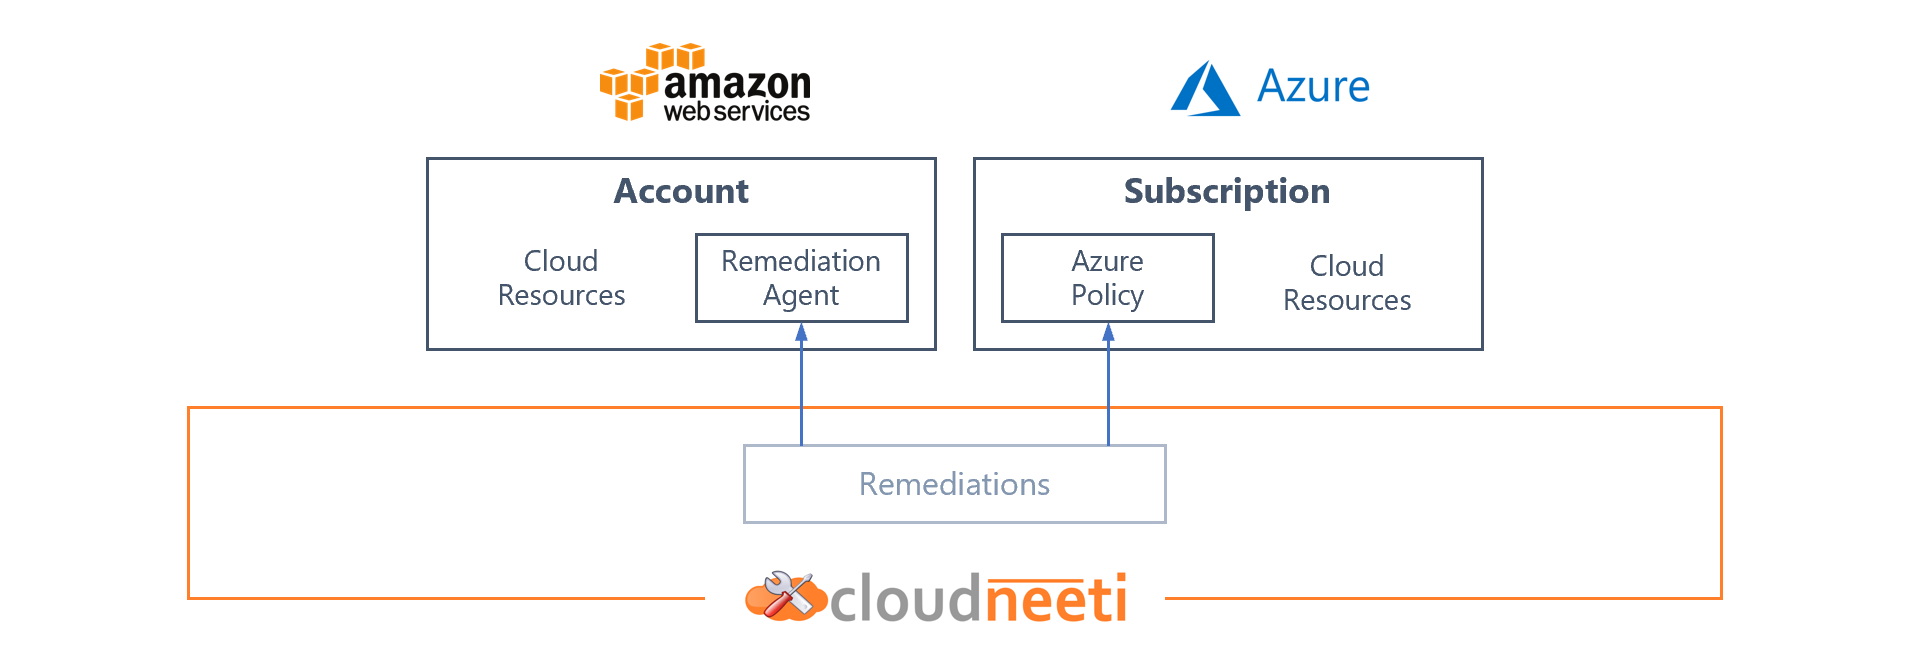 amazon
web services
Azure
Account
Cloud
Resources
Remediation
Agent
Subscription
Azure
Policy
Cloud
Resources
Remediations
cloudneeti